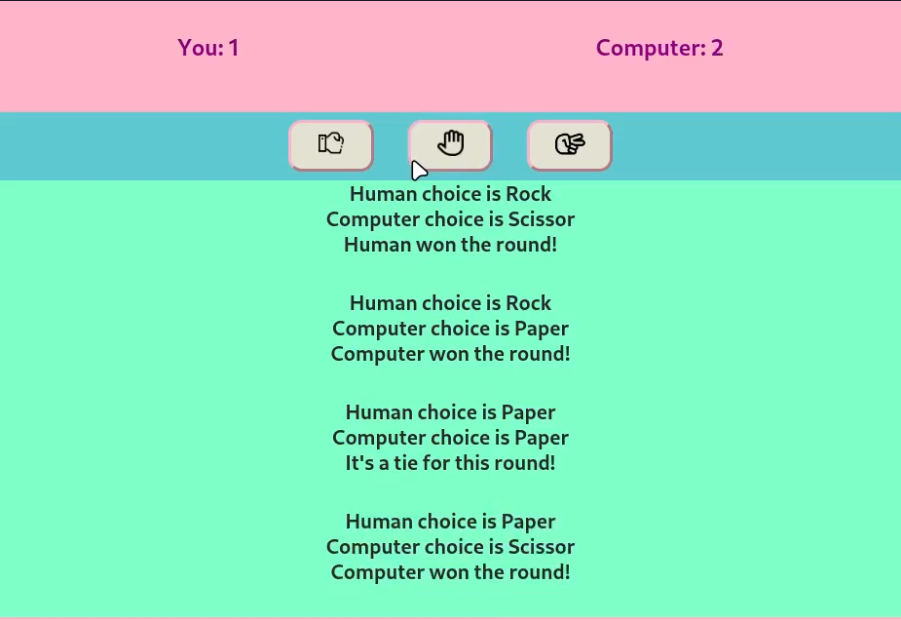 You: 1
Computer: 2
Human choice is Rock
Computer choice is Scissor
Human won the round!
Human choice is Rock
Computer choice is Paper
Computer won the round!
Human choice is Paper
Computer choice is Paper
It's a tie for this round!
Human choice is Paper
Computer choice is Scissor
Computer won the round!